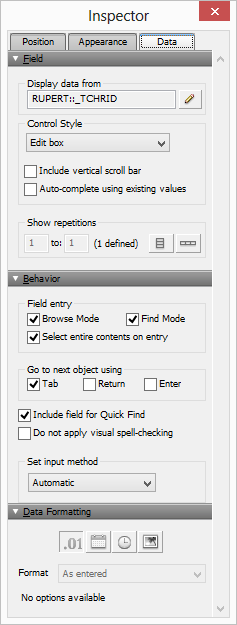 Inspector
Position Appearance Data
Field
Display data from
RUPERT::_TCHRID
Control Style
Edit box
Include vertical scroll bar
Auto-complete using existing values
Show repetitions
1 to: 1 (1 defined)
Behavior
Field entry
Browse Mode Find Mode
Select entire contents on entry
Go to next object using
Tab Return Enter
Include field for Quick Find
Do not apply visual spell-checking
Set input method
Automatic
Data Formatting
.01
Format As entered
No options available